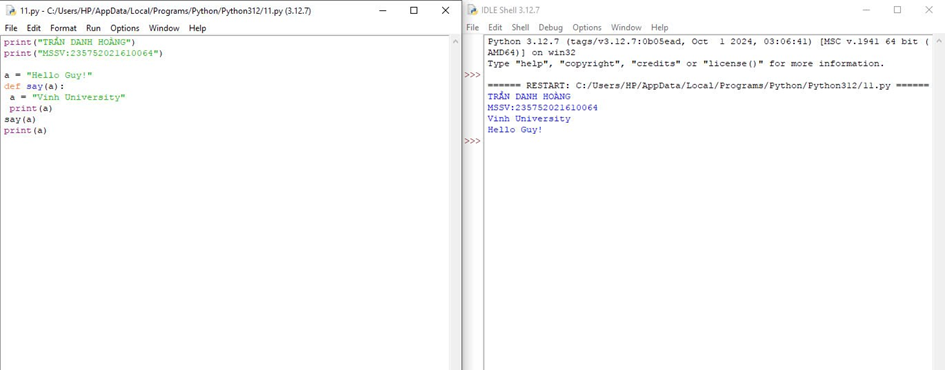 11.py - C:/Users/HP/AppData/Local/Programs/Python/Python312/11.py (3.12.7)
File Edit Format Run Options Window Help
print("TRẦN DANH HOÀNG")
print("MSSV:235752021610064")
a = "Hello Guy!"
def say(a):
 a = "Vinh University"
 print(a)
say(a)
print(a)
IDLE Shell 3.12.7
File Edit Shell Debug Options Window Help
Python 3.12.7 (tags/v3.12.7:0b05ead, Oct  1 2024, 03:06:41) [MSC v.1941 64 bit (
AMD64)] on win32
Type "help", "copyright", "credits" or "license()" for more information.
>>>
====== RESTART: C:/Users/HP/AppData/Local/Programs/Python/Python312/11.py ======
TRẦN DANH HOÀNG
MSSV:235752021610064
Vinh University
Hello Guy!
>>>